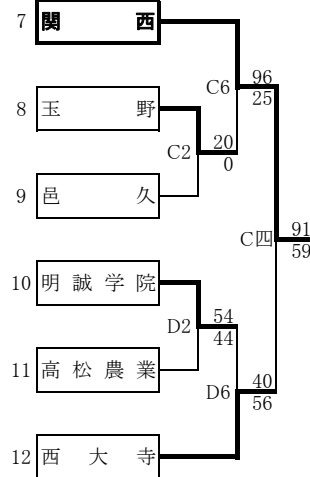 7 関 西
C6 96
25
8 玉 野
C2 20
0
9 邑 久
C四 91
59
10 明 誠 学 院
D2 54
44
11 高 松 農 業
D6 40
56
12 西 大 寺